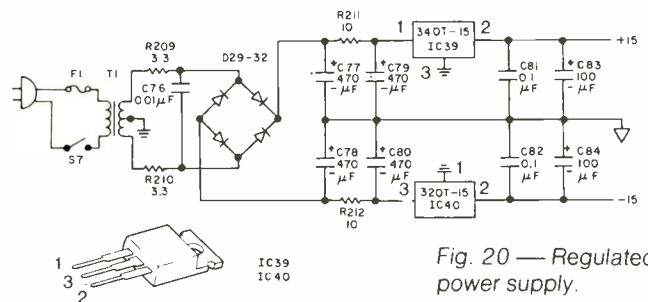 F1
T1
S7
R209
3.3
C76
0.01µF
R210
3.3
D29-32
R211
10
C77
470
µF
C79
470
µF
1
340T-15
IC39
2
3
C81
0.1
µF
C83
100
µF
+15
C78
470
µF
C80
470
µF
R212
10
1
3
320T-15
IC40
2
C82
0.1
µF
C84
100
µF
-15
1
3
2
IC39
IC40
Fig. 20 — Regulated
power supply.